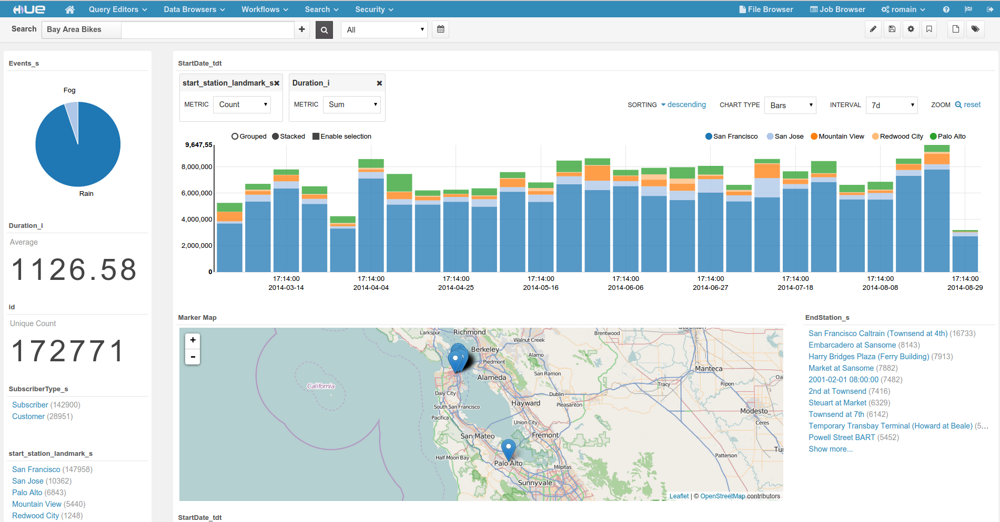 HUE Query Editors Data Browsers Workflows Search Security File Browser Job Browser romain
Search Bay Area Bikes + All
Events_s
Fog
Rain
Duration_i
Average
1126.58
id
Unique Count
172771
SubscriberType_s
Subscriber (142900)
Customer (28951)
start_station_landmark_s
San Francisco (147958)
San Jose (10362)
Palo Alto (6843)
Mountain View (5440)
Redwood City (1248)
StartDate_tdt
start_station_landmark_s Duration_i
METRIC Count METRIC Sum
SORTING descending CHART TYPE Bars INTERVAL 7d ZOOM reset
Grouped Stacked Enable selection
San Francisco San Jose Mountain View Redwood City Palo Alto
9,647,55
8,000,000
6,000,000
4,000,000
2,000,000
0
17:14:00 17:14:00 17:14:00 17:14:00 17:14:00 17:14:00 17:14:00 17:14:00 17:14:00
2014-03-14 2014-04-04 2014-04-25 2014-05-16 2014-06-06 2014-06-27 2014-07-18 2014-08-08 2014-08-29
Marker Map
+
-
Larkspur
Richmond
Brentwood
Walnut Creek
Berkeley
Alamo
Piedmont
Manteca
San Ramon
Alameda
Tracy
Ripon
California
Daly City
Dublin
Hayward
Pleasanton
South San Francisco
Modesto
Pacifica
Union City
Ceres
San Mateo
Fremont
Half Moon Bay
Patterson
Palo Alto
Milpitas
Sunnyvale
Leaflet | © OpenStreetMap contributors
EndStation_s
San Francisco Caltrain (Townsend at 4th) (16733)
Embarcadero at Sansome (8143)
Harry Bridges Plaza (Ferry Building) (7913)
Market at Sansome (7882)
2001-02-01 08:00:00 (7482)
2nd at Townsend (7416)
Steuart at Market (6329)
Townsend at 7th (6142)
Temporary Transbay Terminal (Howard at Beale) (5...
Powell Street BART (5452)
Show more...
StartDate_tdt